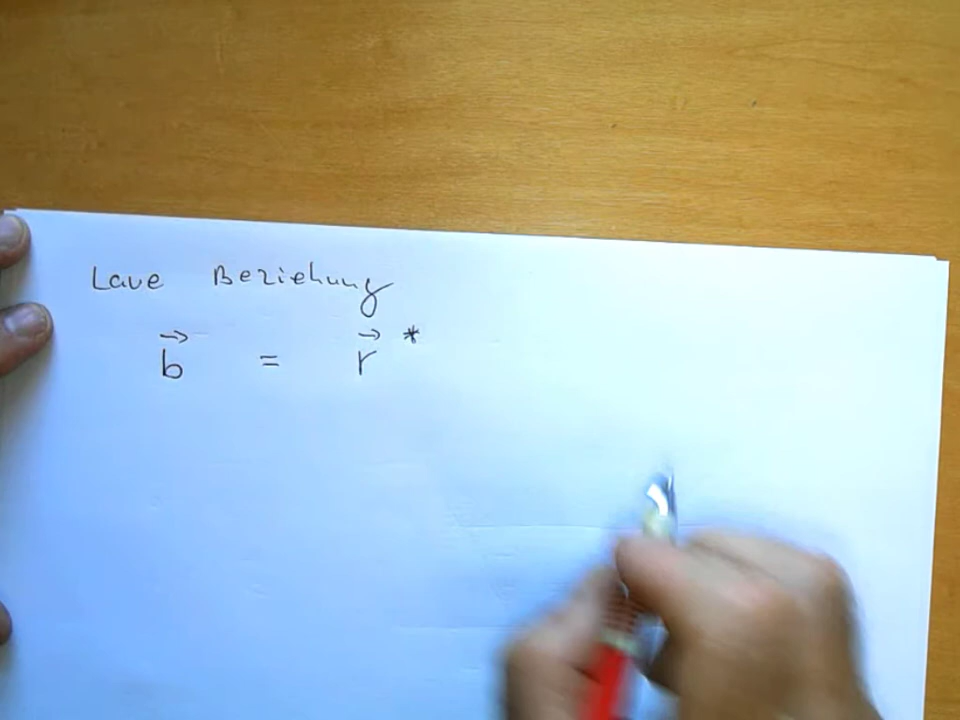 Laue Beziehung
b⃗ = r⃗ *